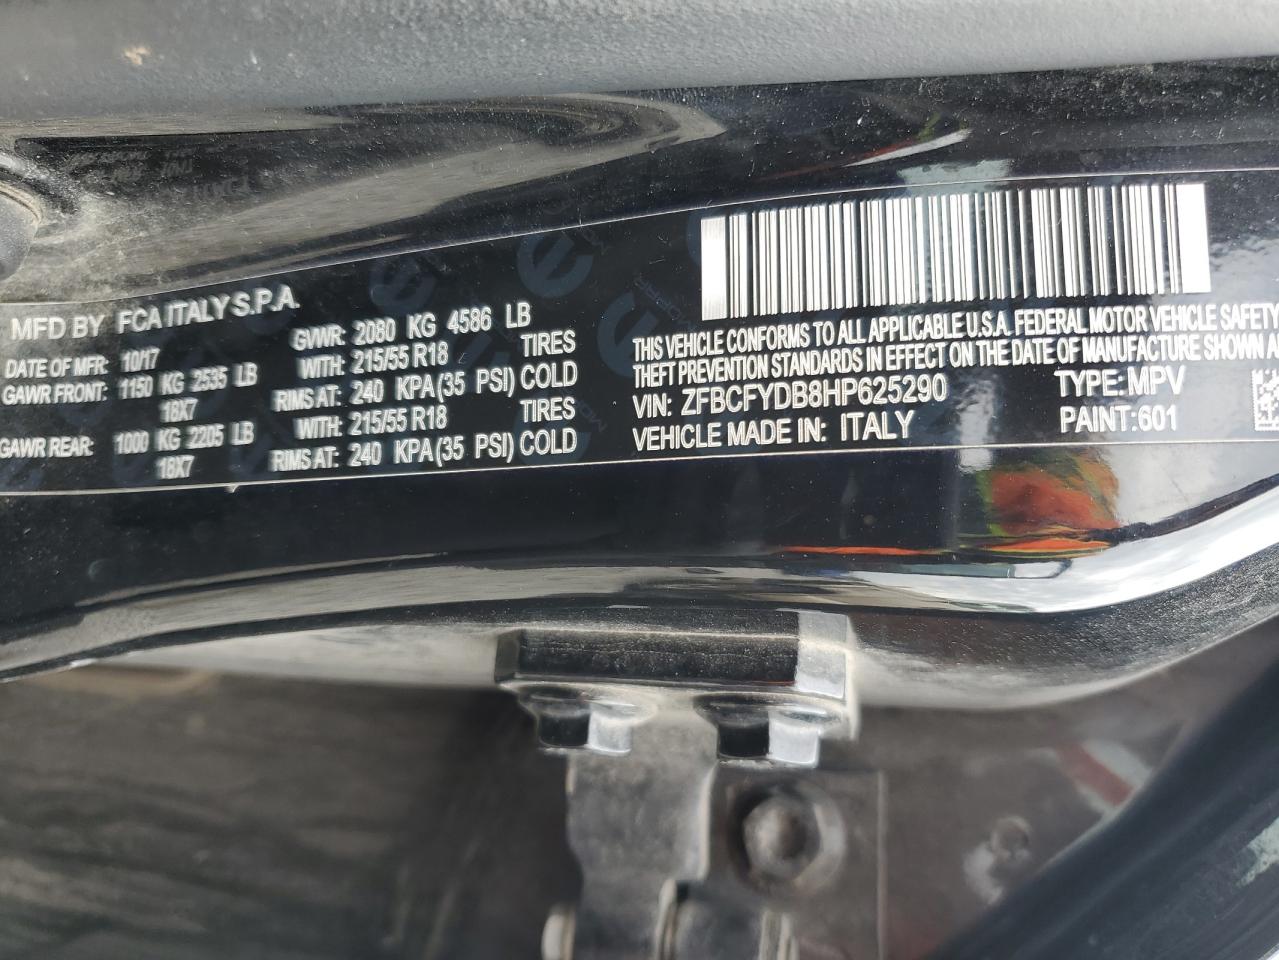 MFD BY FCA ITALY S.P.A.
DATE OF MFR: 10/17 GVWR: 2080 KG 4586 LB
GAWR FRONT: 1150 KG 2535 LB WITH: 215/55 R18 TIRES
18X7 RIMS AT: 240 KPA(35 PSI) COLD
GAWR REAR: 1000 KG 2205 LB WITH: 215/55 R18 TIRES
18X7 RIMS AT: 240 KPA(35 PSI) COLD
THIS VEHICLE CONFORMS TO ALL APPLICABLE U.S.A. FEDERAL MOTOR VEHICLE SAFETY
THEFT PREVENTION STANDARDS IN EFFECT ON THE DATE OF MANUFACTURE SHOWN
VIN: ZFBCFYDB8HP625290 TYPE: MPV
VEHICLE MADE IN: ITALY PAINT:601